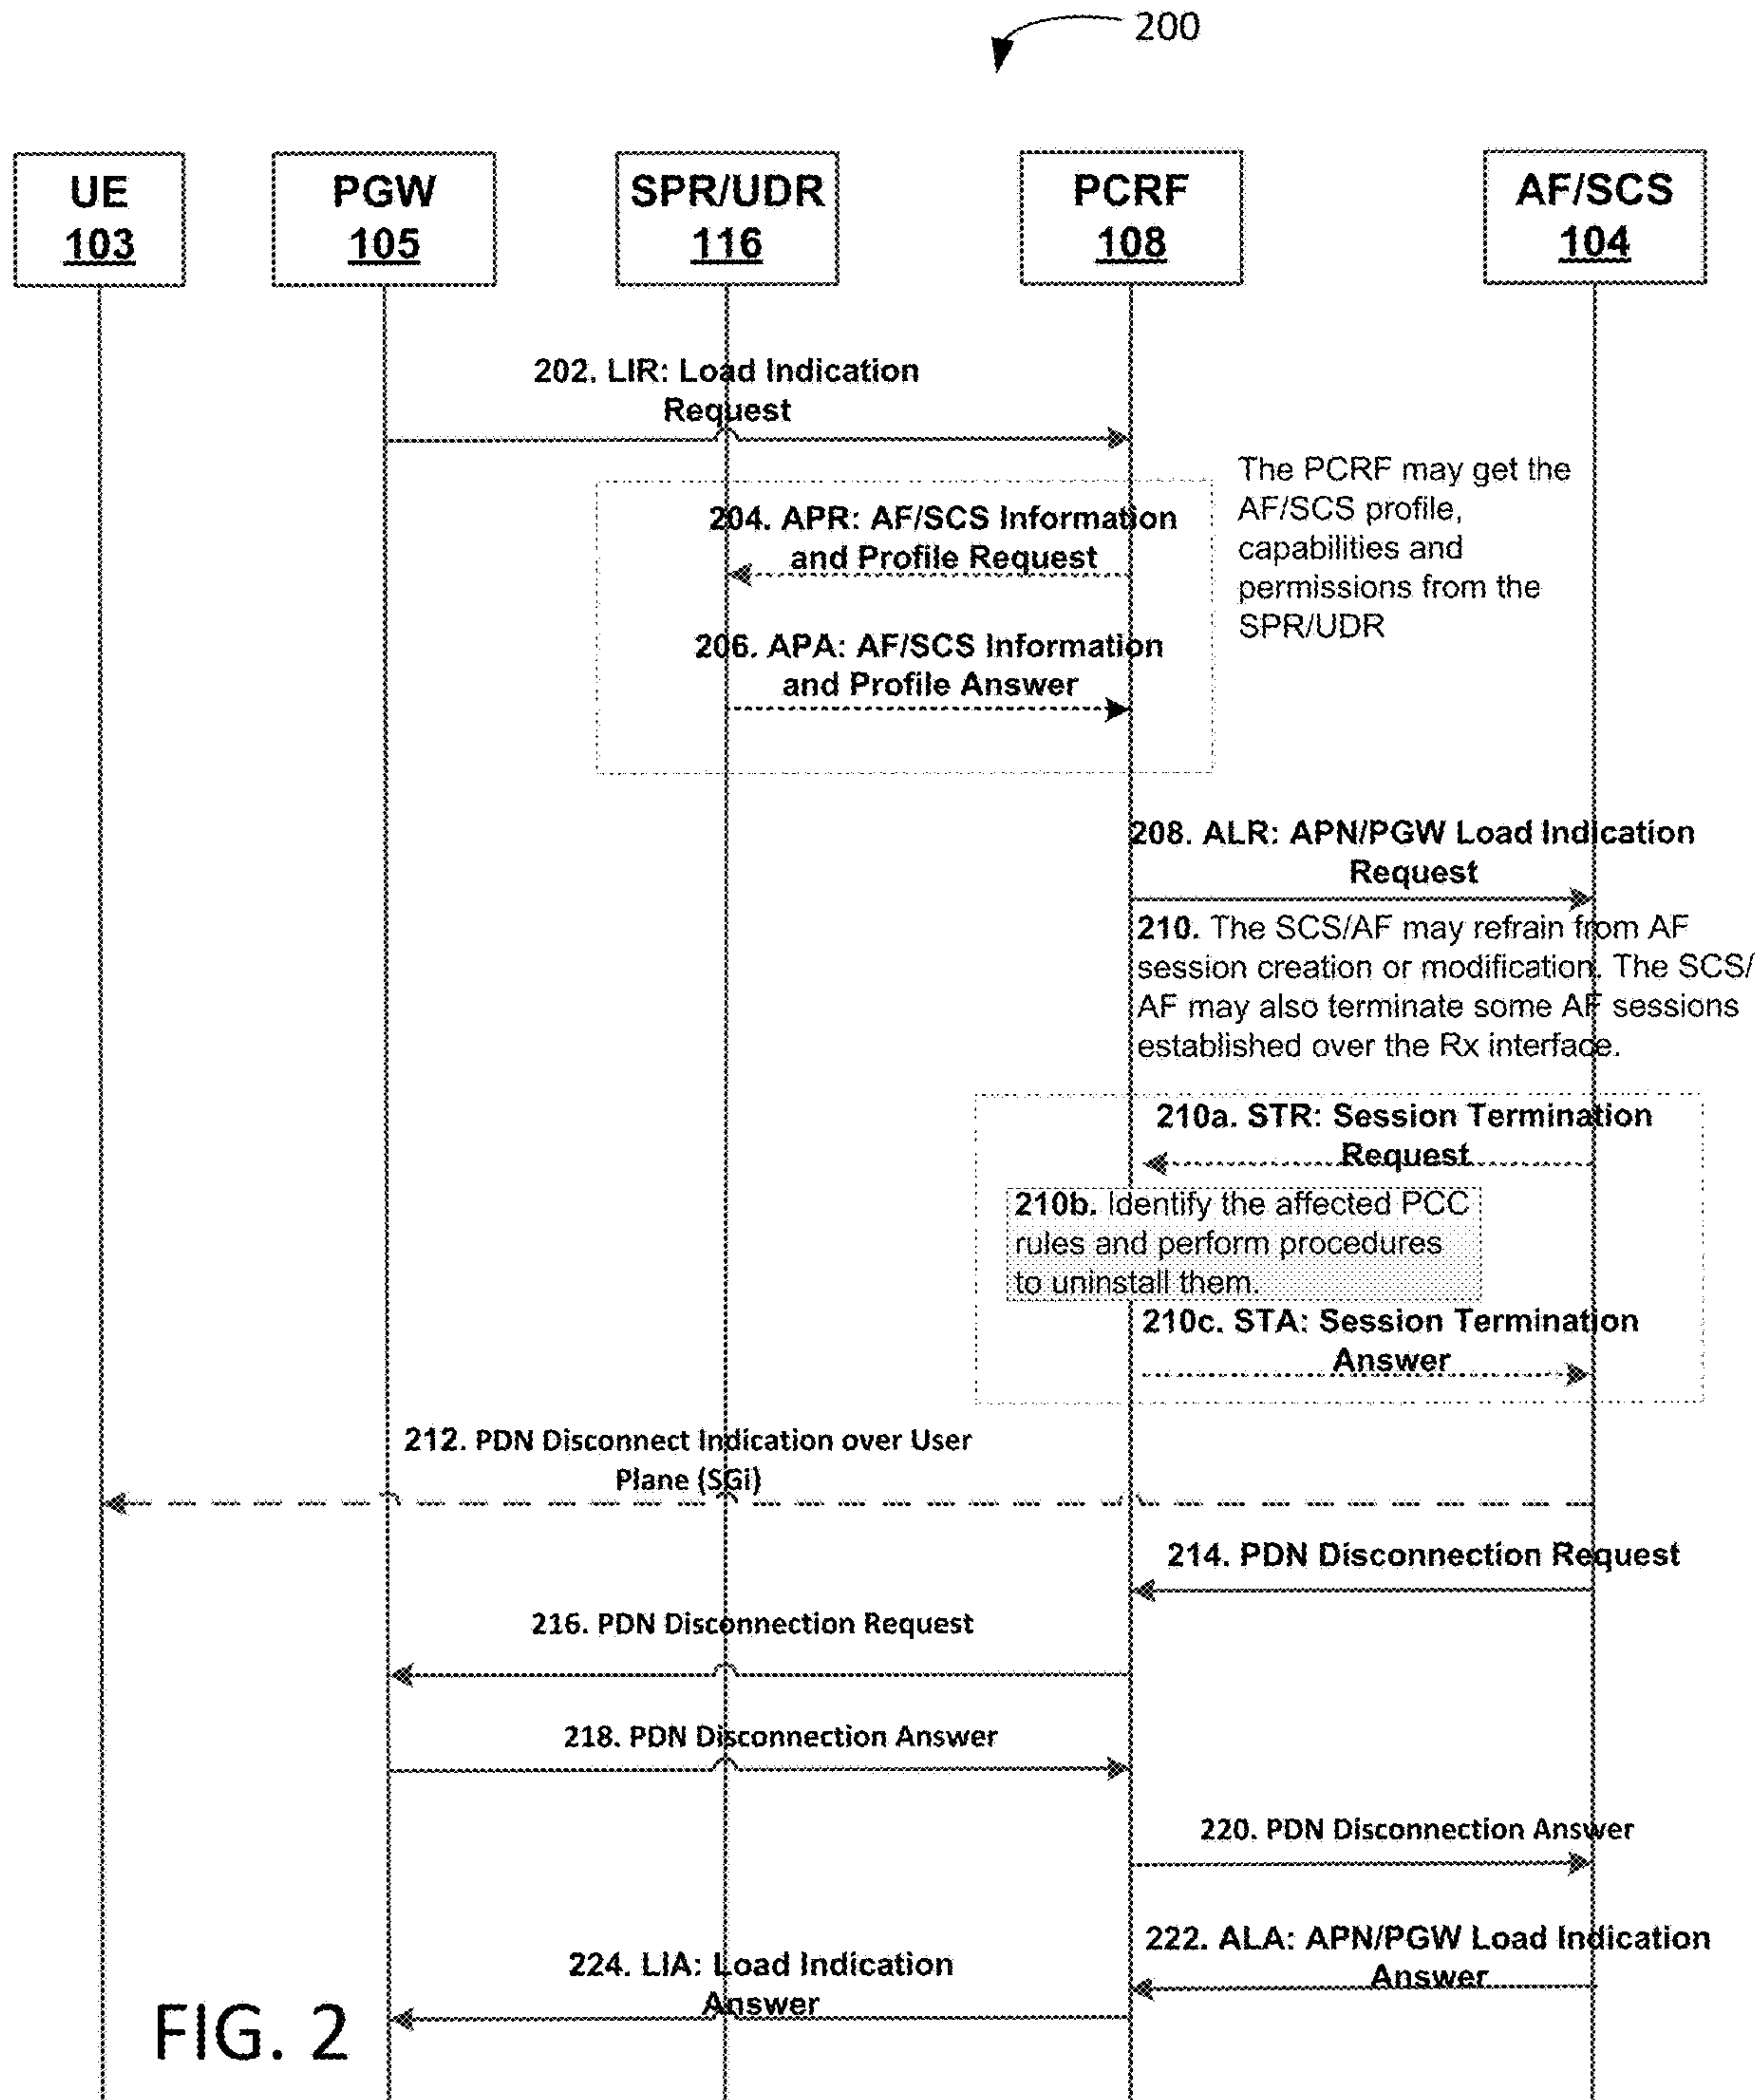 200
UE
103
PGW
105
SPR/UDR
116
PCRF
108
AF/SCS
104
202. LIR: Load Indication
Request
The PCRF may get the
AF/SCS profile,
capabilities and
permissions from the
SPR/UDR
204. APR: AF/SCS Information
and Profile Request
206. APA: AF/SCS Information
and Profile Answer
208. ALR: APN/PGW Load Indication
Request
210. The SCS/AF may refrain from AF
session creation or modification. The SCS/
AF may also terminate some AF sessions
established over the Rx interface.
210a. STR: Session Termination
Request
210b. Identify the affected PCC
rules and perform procedures
to uninstall them.
210c. STA: Session Termination
Answer
212. PDN Disconnect Indication over User
Plane (SGi)
214. PDN Disconnection Request
216. PDN Disconnection Request
218. PDN Disconnection Answer
220. PDN Disconnection Answer
222. ALA: APN/PGW Load Indication
Answer
224. LIA: Load Indication
Answer
FIG. 2